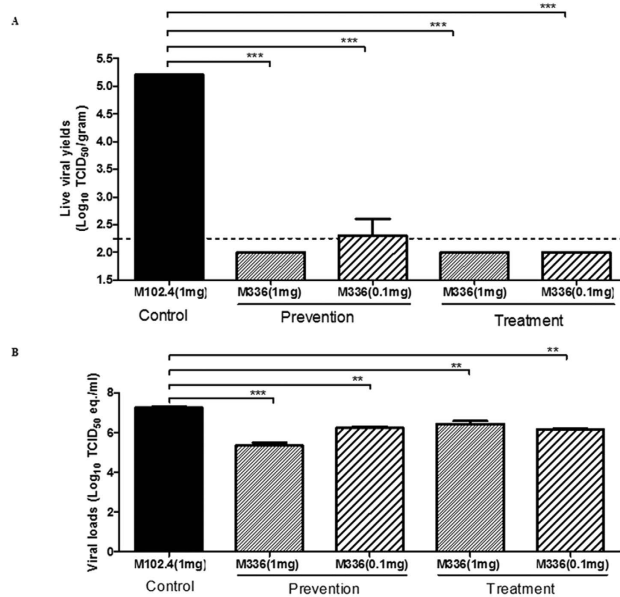 A
***
***
***
***
Live viral yields
(Log10 TCID50/gram)
5.5
5.0
4.5
4.0
3.5
3.0
2.5
2.0
1.5
M102.4(1mg) M336(1mg) M336(0.1mg) M336(1mg) M336(0.1mg)
Control Prevention Treatment
B
**
**
**
***
Viral loads (Log10 TCID50 eq./ml)
8
6
4
2
0
M102.4(1mg) M336(1mg) M336(0.1mg) M336(1mg) M336(0.1mg)
Control Prevention Treatment